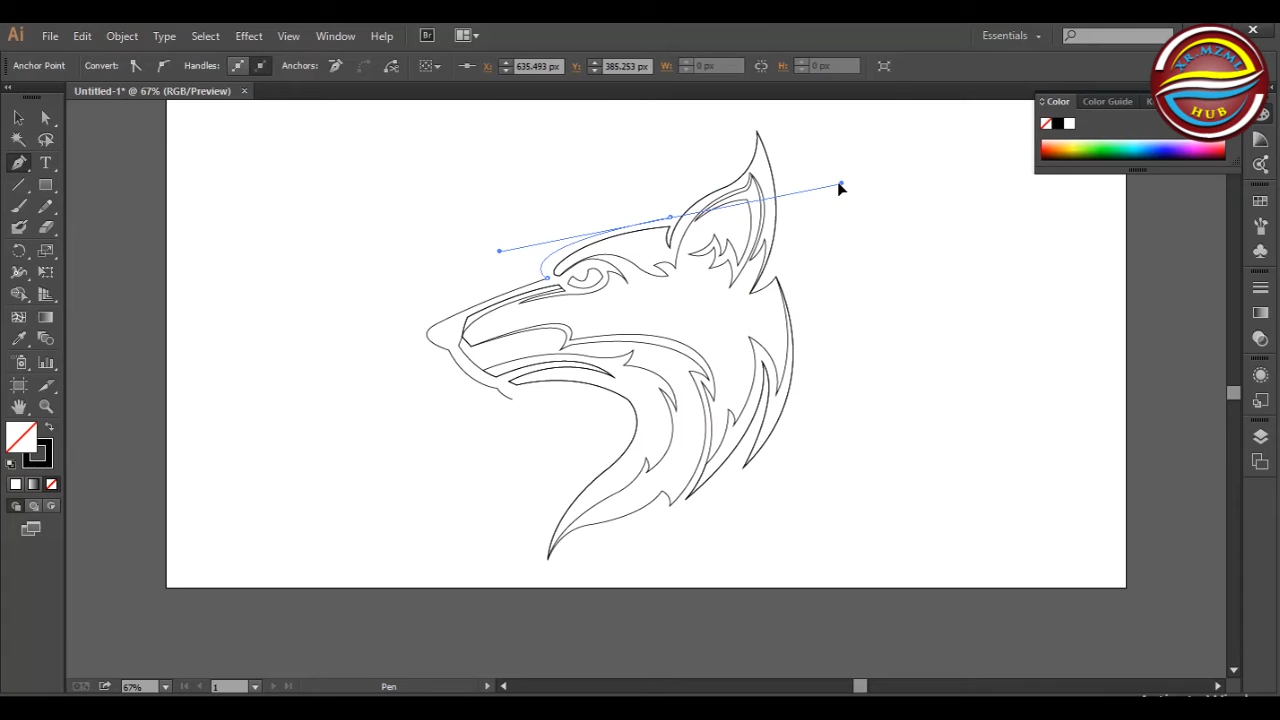 Ai File Edit Object Type Select Effect View Window Help Br Essentials
Anchor Point Convert: Handles: Anchors: X: 635.493 px Y: 385.253 px W: 0 px H: 0 px
XR.MZML
HUB
Untitled-1* @ 67% (RGB/Preview)
Color Color Guide
T
67% 1 Pen